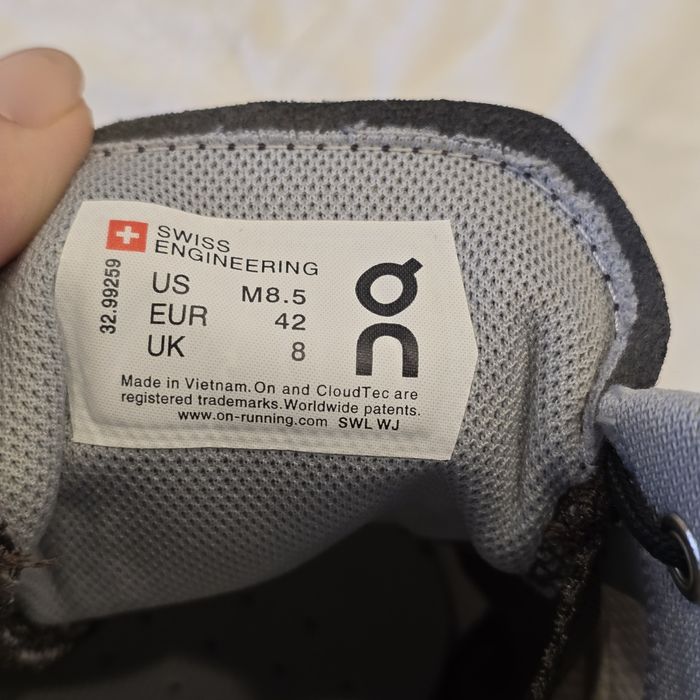 SWISS
ENGINEERING
32.99259
US M8.5
EUR 42
UK 8
On
Made in Vietnam. On and CloudTec are
registered trademarks. Worldwide patents.
www.on-running.com SWL WJ